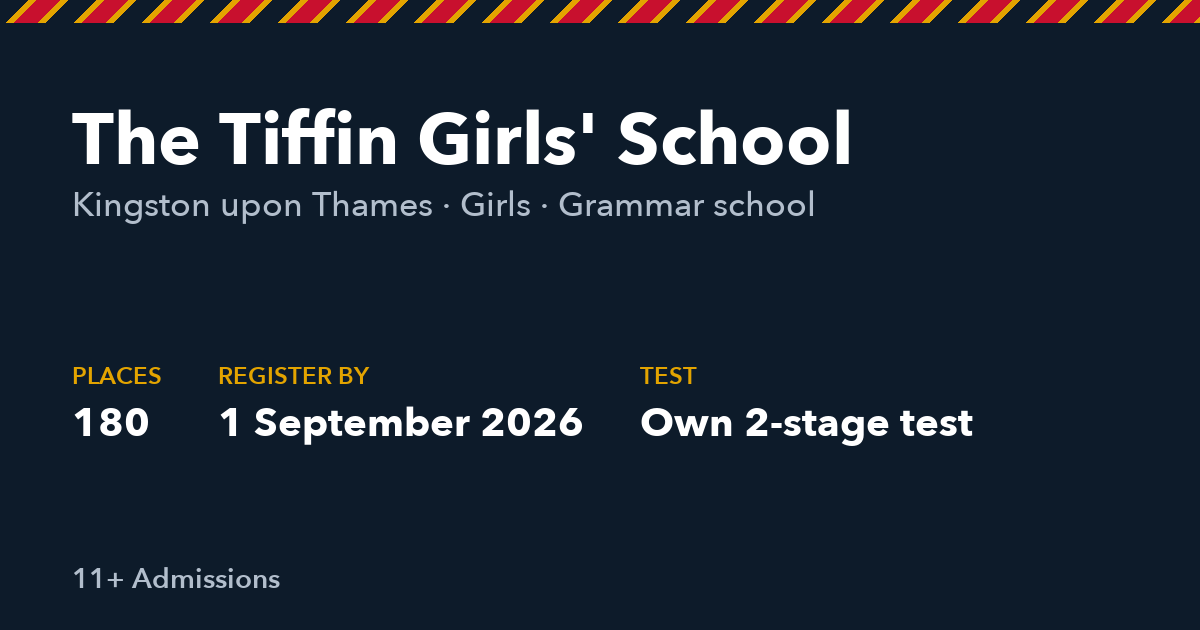 The Tiffin Girls' School
Kingston upon Thames · Girls · Grammar school
PLACES REGISTER BY TEST
180 1 September 2026 Own 2-stage test
11+ Admissions